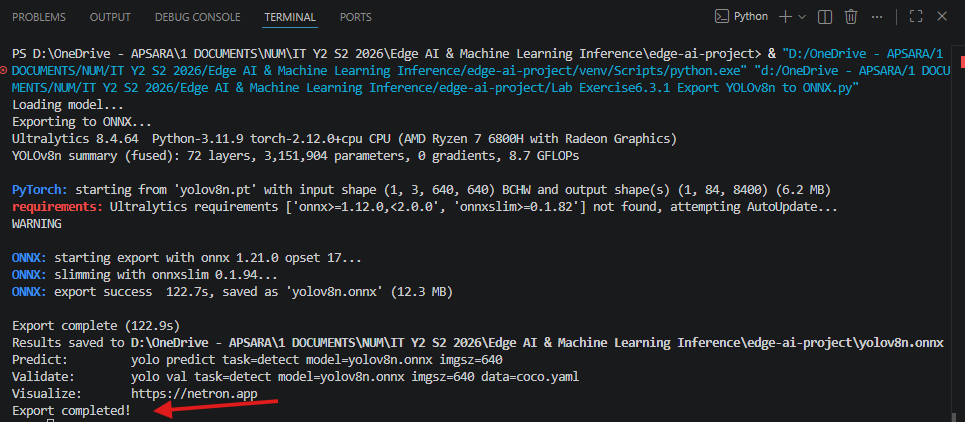 PROBLEMS OUTPUT DEBUG CONSOLE TERMINAL PORTS Python
PS D:\OneDrive - APSARA\1 DOCUMENTS\NUM\IT Y2 S2 2026\Edge AI & Machine Learning Inference\edge-ai-project> & "D:/OneDrive - APSARA/1
DOCUMENTS/NUM/IT Y2 S2 2026/Edge AI & Machine Learning Inference/edge-ai-project/venv/Scripts/python.exe" "d:/OneDrive - APSARA/1 DOCU
MENTS/NUM/IT Y2 S2 2026/Edge AI & Machine Learning Inference/edge-ai-project/Lab Exercise6.3.1 Export YOLOv8n to ONNX.py"
Loading model...
Exporting to ONNX...
Ultralytics 8.4.64 Python-3.11.9 torch-2.12.0+cpu CPU (AMD Ryzen 7 6800H with Radeon Graphics)
YOLOv8n summary (fused): 72 layers, 3,151,904 parameters, 0 gradients, 8.7 GFLOPs
PyTorch: starting from 'yolov8n.pt' with input shape (1, 3, 640, 640) BCHW and output shape(s) (1, 84, 8400) (6.2 MB)
requirements: Ultralytics requirements ['onnx>=1.12.0,<2.0.0', 'onnxslim>=0.1.82'] not found, attempting AutoUpdate...
WARNING
ONNX: starting export with onnx 1.21.0 opset 17...
ONNX: slimming with onnxslim 0.1.94...
ONNX: export success 122.7s, saved as 'yolov8n.onnx' (12.3 MB)
Export complete (122.9s)
Results saved to D:\OneDrive - APSARA\1 DOCUMENTS\NUM\IT Y2 S2 2026\Edge AI & Machine Learning Inference\edge-ai-project\yolov8n.onnx
Predict: yolo predict task=detect model=yolov8n.onnx imgsz=640
Validate: yolo val task=detect model=yolov8n.onnx imgsz=640 data=coco.yaml
Visualize: https://netron.app
Export completed!